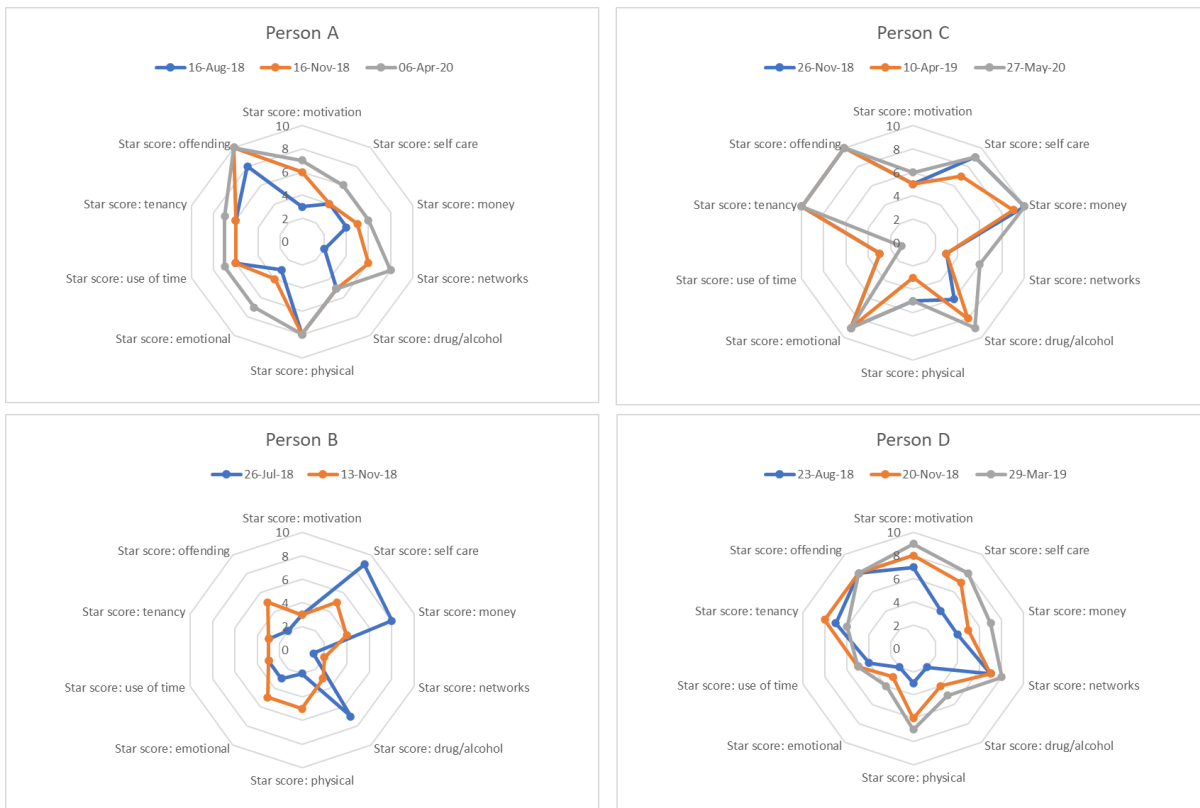 Person A
16-Aug-18 16-Nov-18 06-Apr-20
Star score: motivation
10
8
6
4
2
0
Star score: self care
Star score: money
Star score: networks
Star score: drug/alcohol
Star score: physical
Star score: emotional
Star score: use of time
Star score: tenancy
Star score: offending
Person C
26-Nov-18 10-Apr-19 27-May-20
Star score: motivation
10
8
6
4
2
0
Star score: self care
Star score: money
Star score: networks
Star score: drug/alcohol
Star score: physical
Star score: emotional
Star score: use of time
Star score: tenancy
Star score: offending
Person B
26-Jul-18 13-Nov-18
Star score: motivation
10
8
6
4
2
0
Star score: self care
Star score: money
Star score: networks
Star score: drug/alcohol
Star score: physical
Star score: emotional
Star score: use of time
Star score: tenancy
Star score: offending
Person D
23-Aug-18 20-Nov-18 29-Mar-19
Star score: motivation
10
8
6
4
2
0
Star score: self care
Star score: money
Star score: networks
Star score: drug/alcohol
Star score: physical
Star score: emotional
Star score: use of time
Star score: tenancy
Star score: offending